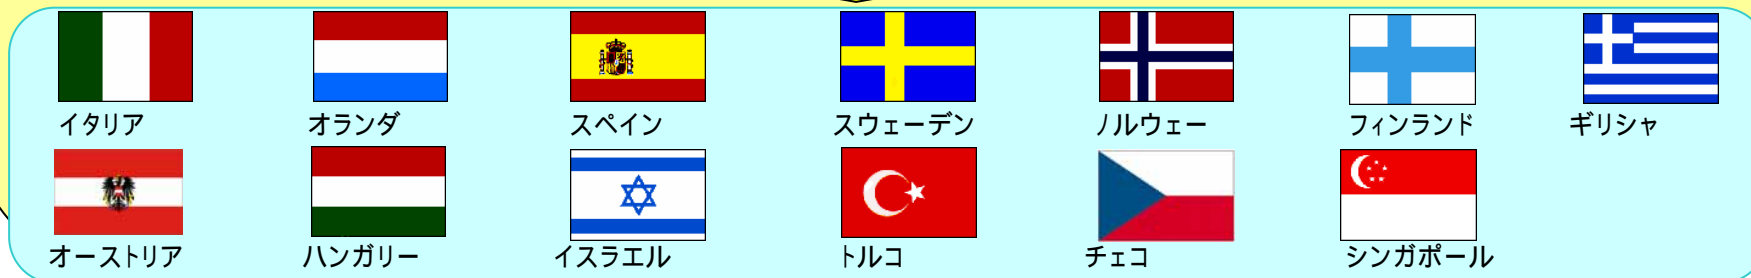 イタリア オランダ スペイン スウェーデン ノルウェー フィンランド ギリシャ
オーストリア ハンガリー イスラエル トルコ チェコ シンガポール